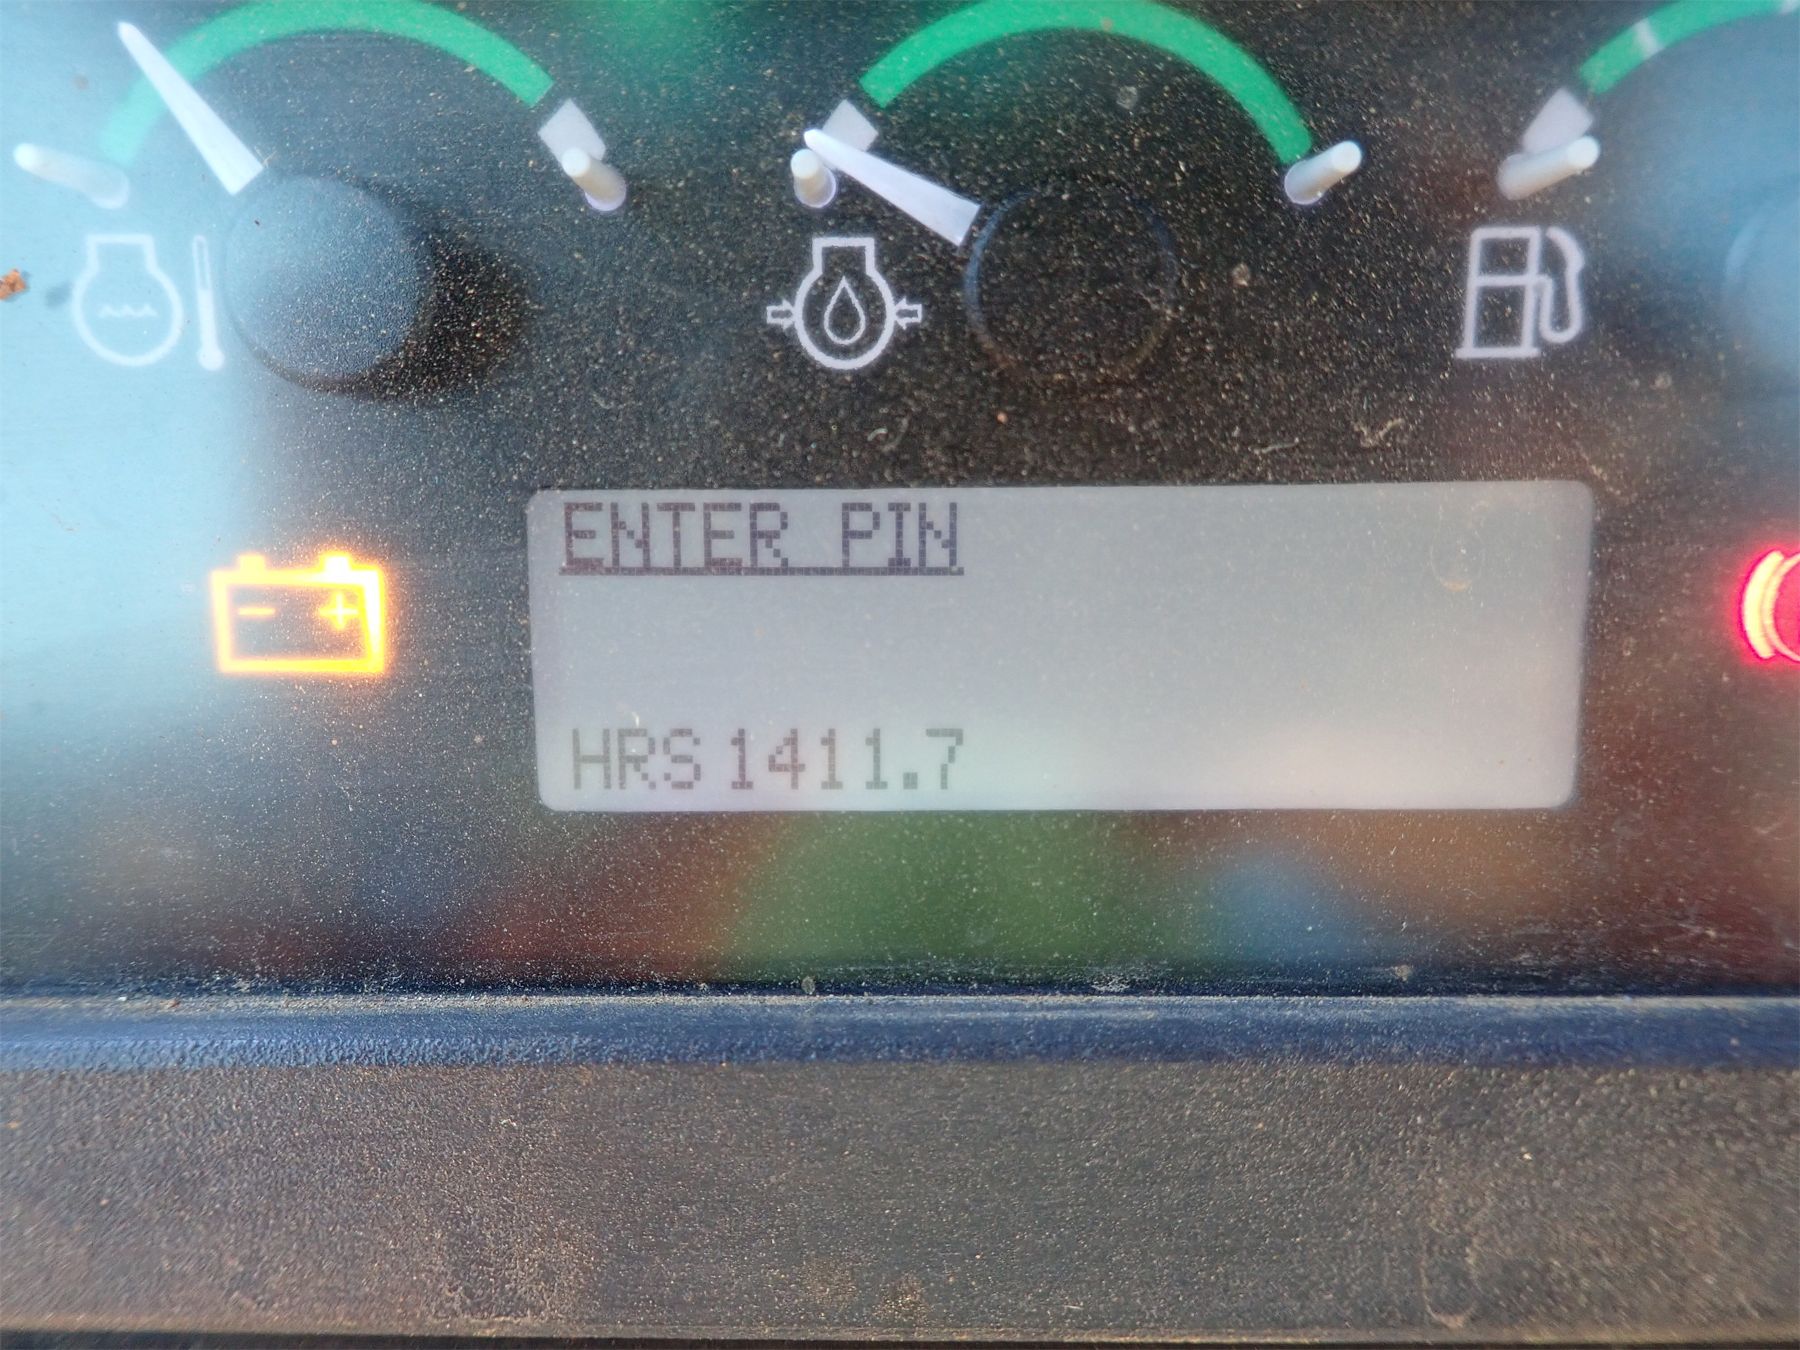 ENTER PIN
HRS 1411.7